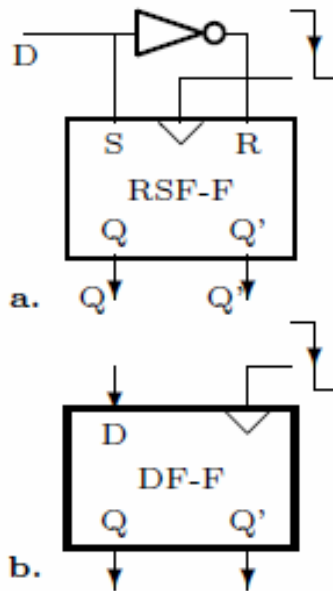 D
S R
RSF-F
Q Q'
a. Q Q'
D
DF-F
Q Q'
b.